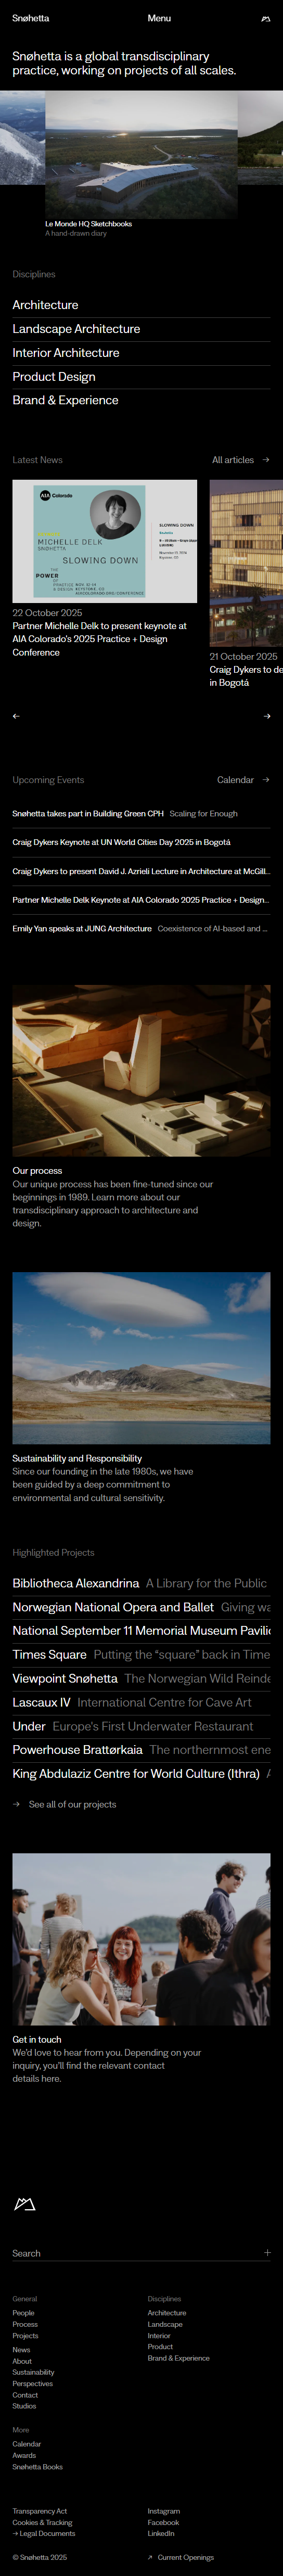 Snøhetta
Menu
Snøhetta is a global transdisciplinary
practice, working on projects of all scales.
Le Monde HQ Sketchbooks
A hand-drawn diary
Disciplines
Architecture
Landscape Architecture
Interior Architecture
Product Design
Brand & Experience
Latest News
All articles →
AIA Colorado
MICHELLE DELK
SNØHETTA
SLOWING DOWN
THE
POWER
OF
SLOWING DOWN
22 October 2025
Partner Michelle Delk to present keynote at
AIA Colorado's 2025 Practice + Design
Conference
21 October 2025
Craig Dykers to de
in Bogotá
← →
Upcoming Events
Calendar →
Snøhetta takes part in Building Green CPH Scaling for Enough
Craig Dykers Keynote at UN World Cities Day 2025 in Bogotá
Craig Dykers to present David J. Azrieli Lecture in Architecture at McGill...
Partner Michelle Delk Keynote at AIA Colorado 2025 Practice + Design...
Emily Yan speaks at JUNG Architecture Coexistence of AI-based and ...
Our process
Our unique process has been fine-tuned since our
beginnings in 1989. Learn more about our
transdisciplinary approach to architecture and
design.
Sustainability and Responsibility
Since our founding in the late 1980s, we have
been guided by a deep commitment to
environmental and cultural sensitivity.
Highlighted Projects
Bibliotheca Alexandrina A Library for the Public
Norwegian National Opera and Ballet Giving wa
National September 11 Memorial Museum Pavilio
Times Square Putting the “square” back in Time
Viewpoint Snøhetta The Norwegian Wild Reinde
Lascaux IV International Centre for Cave Art
Under Europe's First Underwater Restaurant
Powerhouse Brattørkaia The northernmost ene
King Abdulaziz Centre for World Culture (Ithra) A
→ See all of our projects
Get in touch
We'd love to hear from you. Depending on your
inquiry, you'll find the relevant contact
details here.
Search +
General
People
Process
Projects
News
About
Sustainability
Perspectives
Contact
Studios
Disciplines
Architecture
Landscape
Interior
Product
Brand & Experience
More
Calendar
Awards
Snøhetta Books
Transparency Act
Cookies & Tracking
→ Legal Documents
Instagram
Facebook
LinkedIn
© Snøhetta 2025
↗ Current Openings